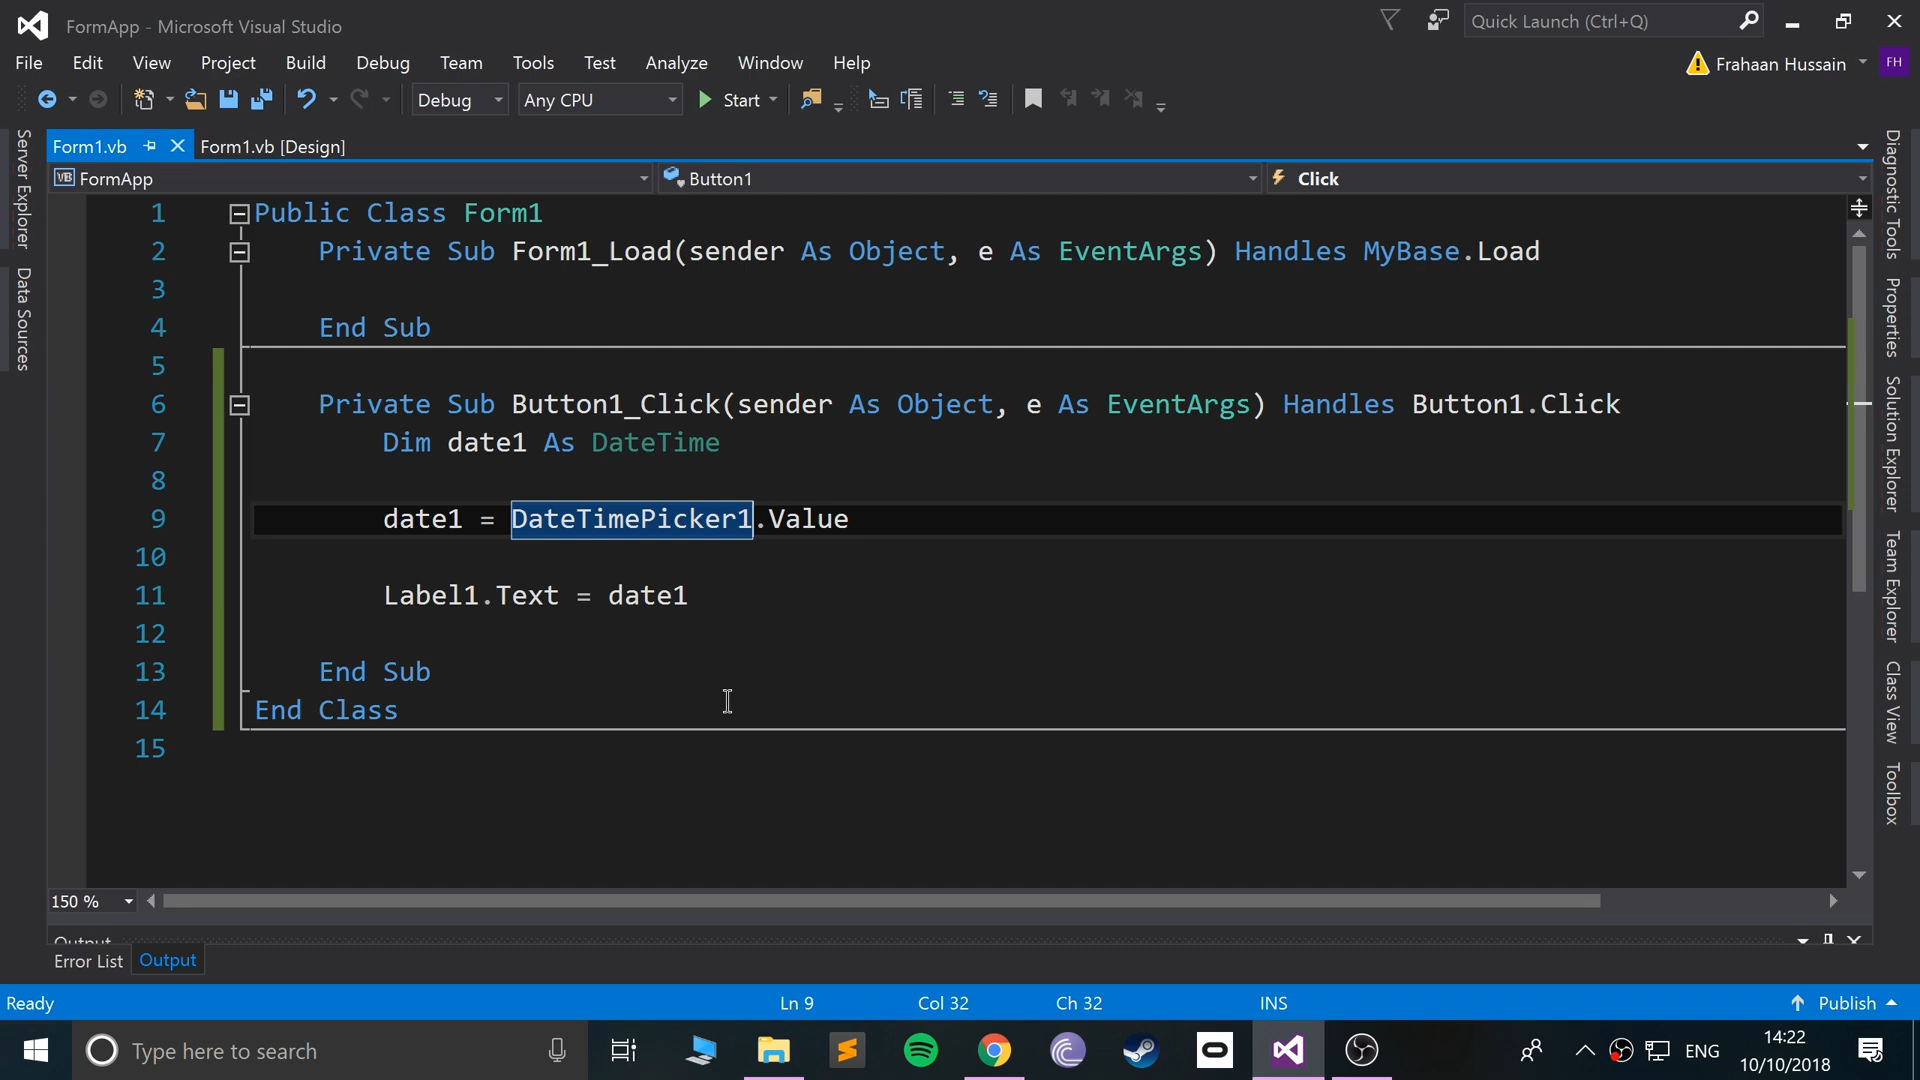 FormApp - Microsoft Visual Studio
Quick Launch (Ctrl+Q)
File Edit View Project Build Debug Team Tools Test Analyze Window Help
Frahaan Hussain FH
Debug Any CPU Start
Server Explorer
Data Sources
Form1.vb Form1.vb [Design]
VB FormApp Button1 Click
1 Public Class Form1
2 Private Sub Form1_Load(sender As Object, e As EventArgs) Handles MyBase.Load
3
4 End Sub
5
6 Private Sub Button1_Click(sender As Object, e As EventArgs) Handles Button1.Click
7 Dim date1 As DateTime
8
9 date1 = DateTimePicker1.Value
10
11 Label1.Text = date1
12
13 End Sub
14 End Class
15
Diagnostic Tools
Properties
Solution Explorer
Team Explorer
Class View
Toolbox
150 %
Output
Error List Output
Ready Ln 9 Col 32 Ch 32 INS Publish
Type here to search
ENG
14:22
10/10/2018